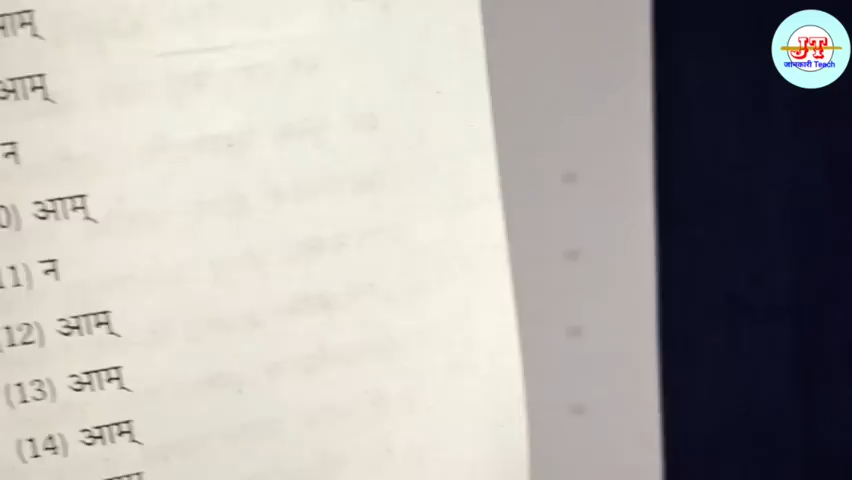 आम्
आम्
न
0) आम्
11) न
(12) आम्
(13) आम्
(14) आम्
JT
जानकारी Teach